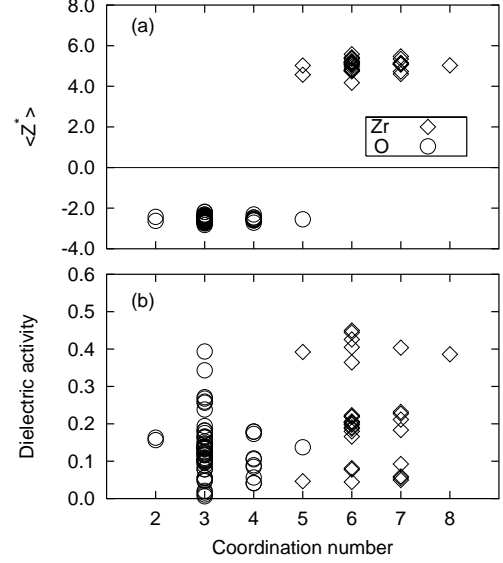 8.0
(a)
6.0
4.0
<Z*>
Zr
O
2.0
0.0
-2.0
-4.0
0.6
(b)
0.5
0.4
Dielectric activity
0.3
0.2
0.1
0.0
2 3 4 5 6 7 8
Coordination number